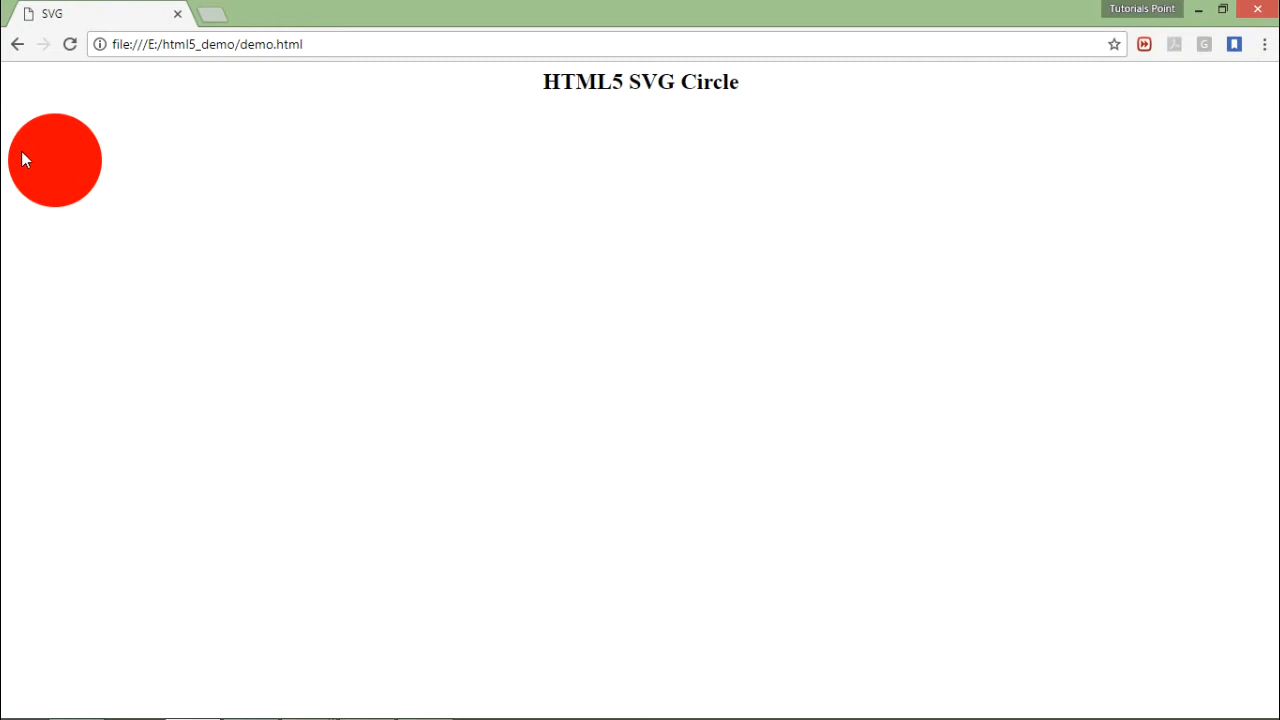 SVG
Tutorials Point
file:///E:/html5_demo/demo.html
G
HTML5 SVG Circle